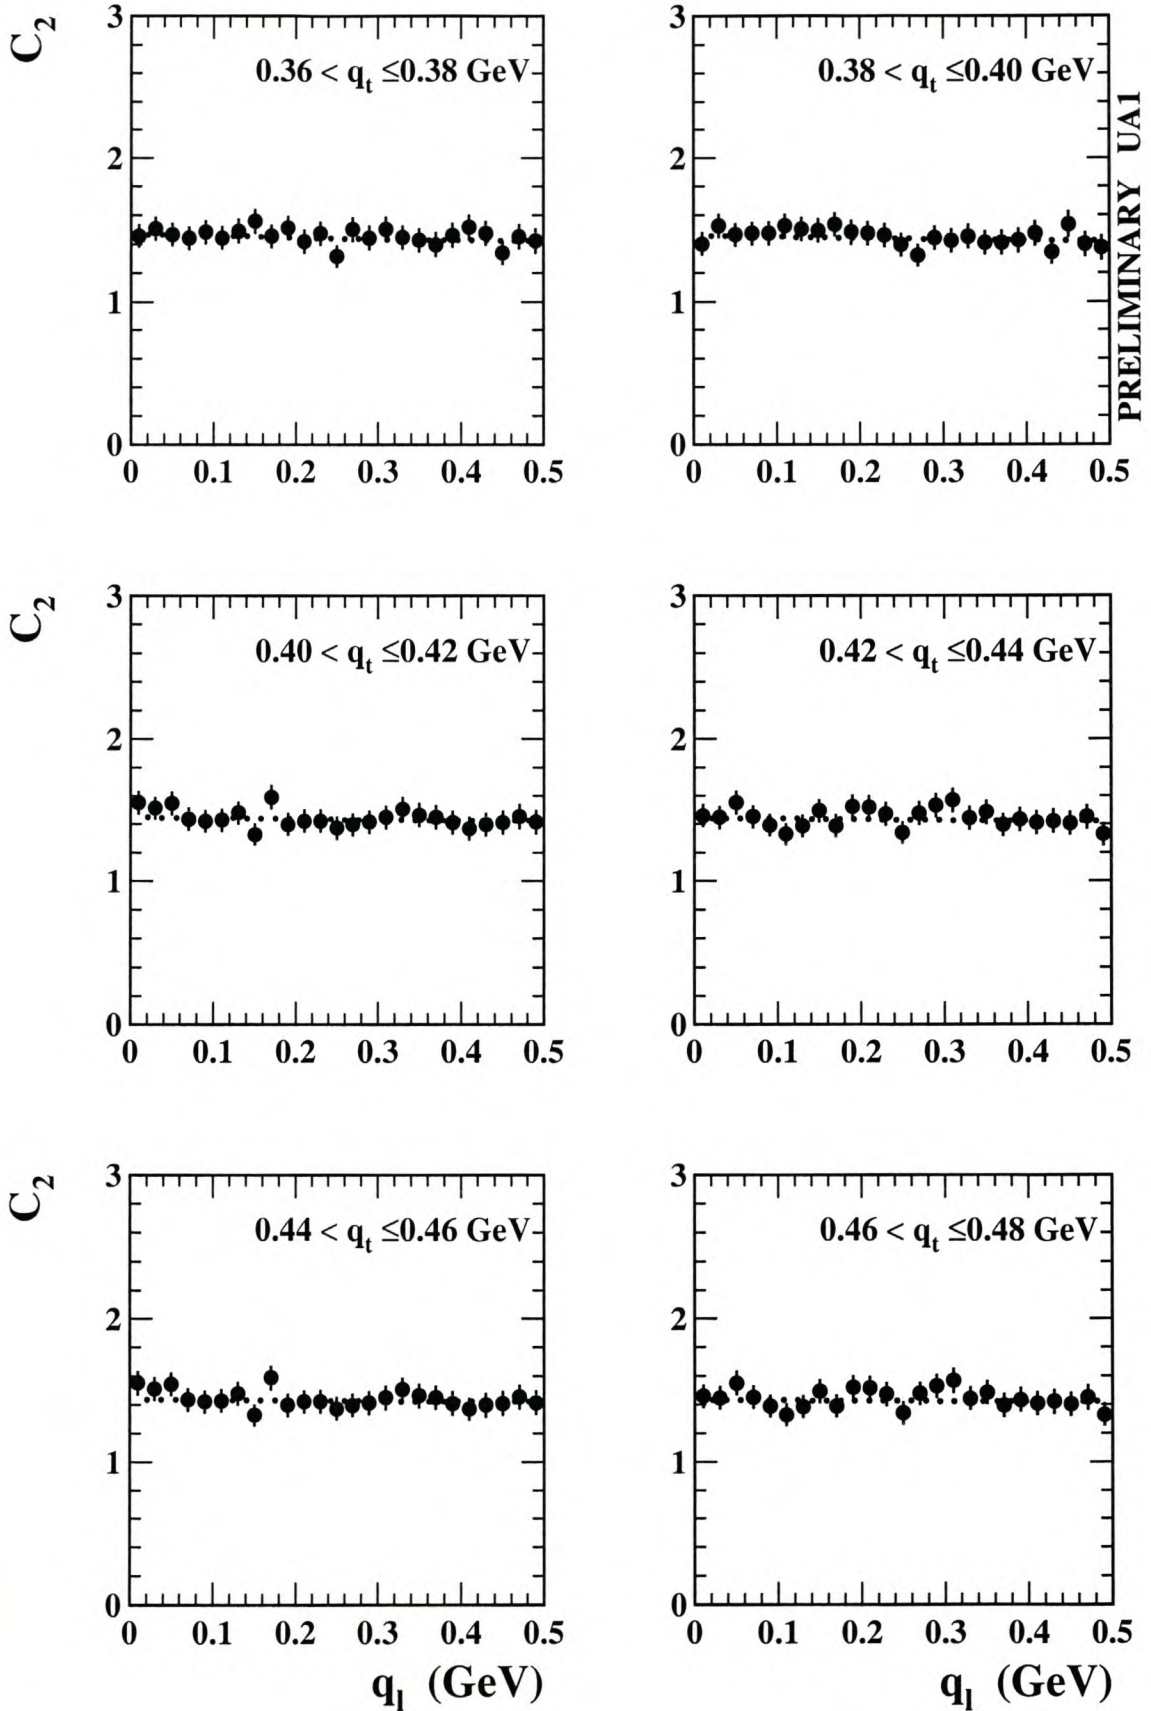 C2
3
2
1
0
0.36 < qt ≤0.38 GeV
0 0.1 0.2 0.3 0.4 0.5
3
2
1
0
0.38 < qt ≤0.40 GeV
0 0.1 0.2 0.3 0.4 0.5
PRELIMINARY UA1
C2
3
2
1
0
0.40 < qt ≤0.42 GeV
0 0.1 0.2 0.3 0.4 0.5
3
2
1
0
0.42 < qt ≤0.44 GeV
0 0.1 0.2 0.3 0.4 0.5
C2
3
2
1
0
0.44 < qt ≤0.46 GeV
0 0.1 0.2 0.3 0.4 0.5
ql (GeV)
3
2
1
0
0.46 < qt ≤0.48 GeV
0 0.1 0.2 0.3 0.4 0.5
ql (GeV)